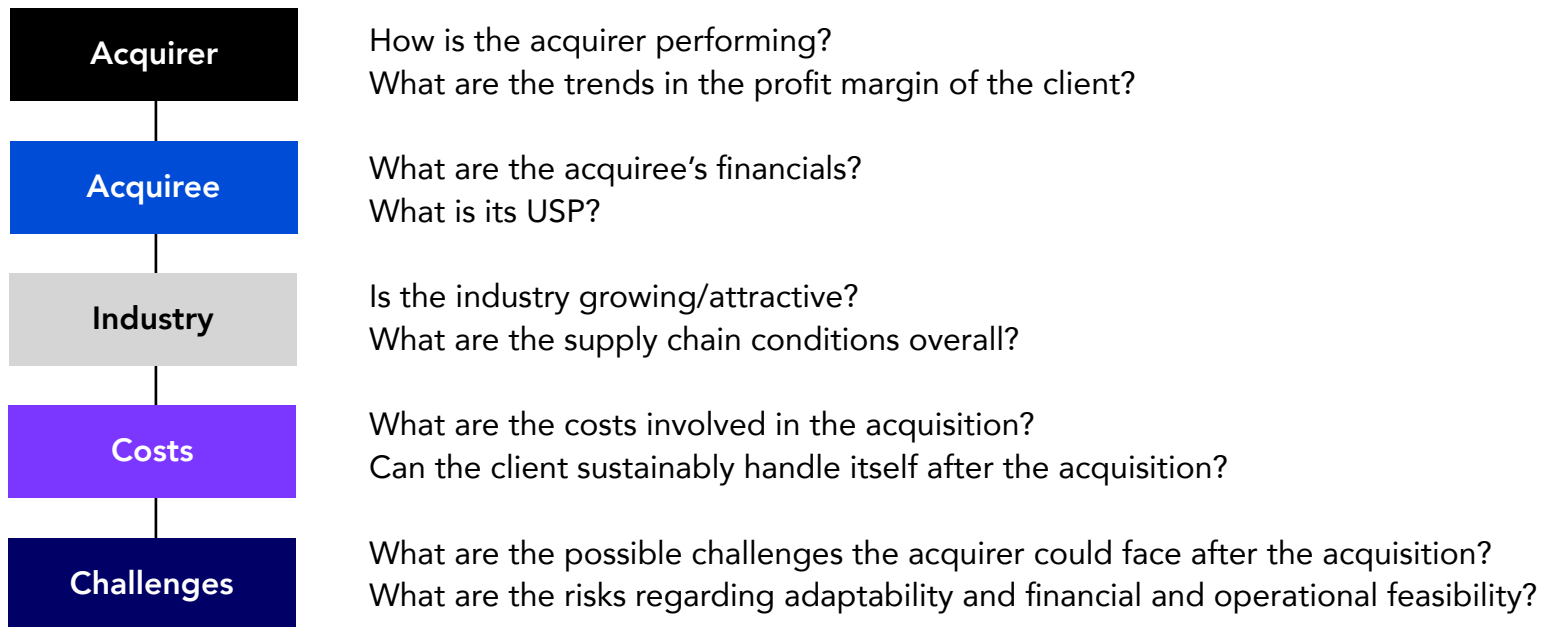 Acquirer
How is the acquirer performing?
What are the trends in the profit margin of the client?
Acquiree
What are the acquiree’s financials?
What is its USP?
Industry
Is the industry growing/attractive?
What are the supply chain conditions overall?
Costs
What are the costs involved in the acquisition?
Can the client sustainably handle itself after the acquisition?
Challenges
What are the possible challenges the acquirer could face after the acquisition?
What are the risks regarding adaptability and financial and operational feasibility?